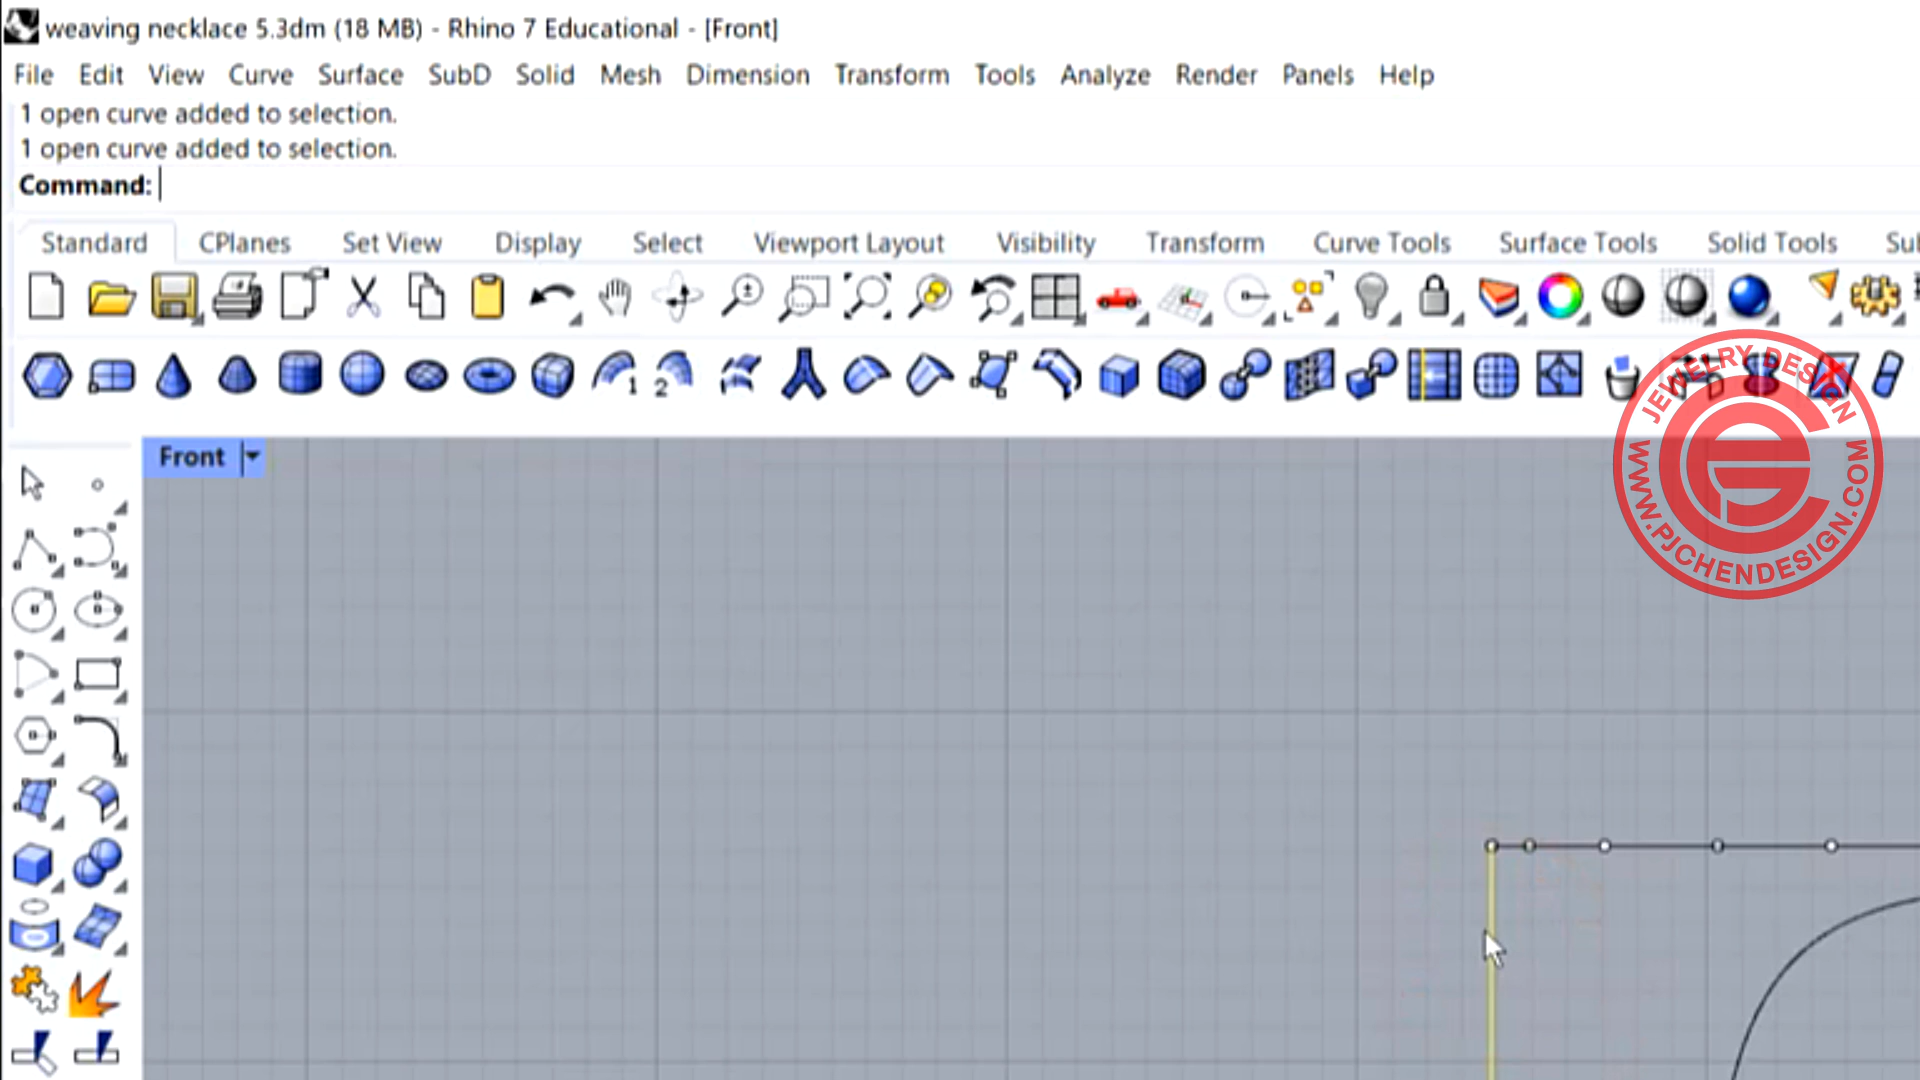 weaving necklace 5.3dm (18 MB) - Rhino 7 Educational - [Front]
File Edit View Curve Surface SubD Solid Mesh Dimension Transform Tools Analyze Render Panels Help
1 open curve added to selection.
1 open curve added to selection.
Command:
Standard CPlanes Set View Display Select Viewport Layout Visibility Transform Curve Tools Surface Tools Solid Tools
1 2
JEWELRY DESIGN
WWW.PJCHENDESIGN.COM
Front